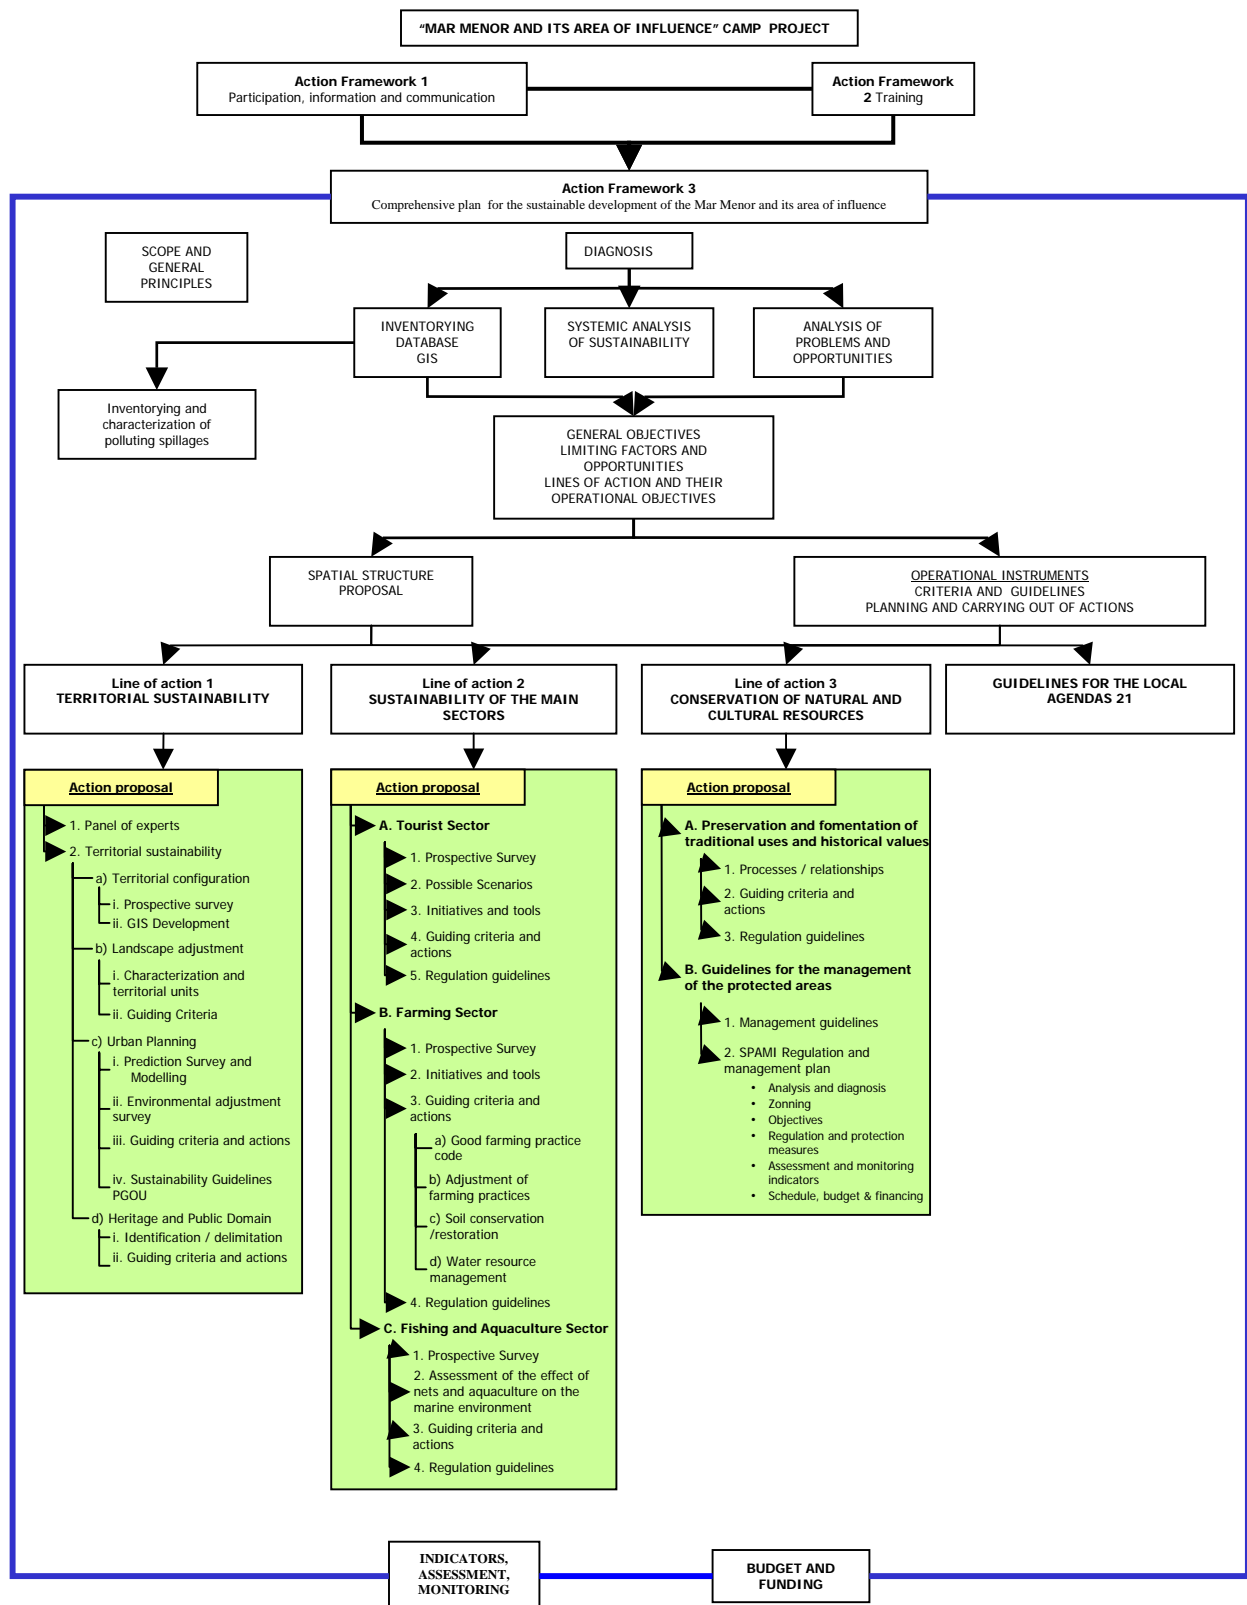 “MAR MENOR AND ITS AREA OF INFLUENCE” CAMP PROJECT
Action Framework 1
Participation, information and communication
Action Framework
2 Training
Action Framework 3
Comprehensive plan for the sustainable development of the Mar Menor and its area of influence
SCOPE AND
GENERAL
PRINCIPLES
DIAGNOSIS
INVENTORYING
DATABASE
GIS
SYSTEMIC ANALYSIS
OF SUSTAINABILITY
ANALYSIS OF
PROBLEMS AND
OPPORTUNITIES
Inventorying and
characterization of
polluting spillages
GENERAL OBJECTIVES
LIMITING FACTORS AND
OPPORTUNITIES
LINES OF ACTION AND THEIR
OPERATIONAL OBJECTIVES
SPATIAL STRUCTURE
PROPOSAL
OPERATIONAL INSTRUMENTS
CRITERIA AND GUIDELINES
PLANNING AND CARRYING OUT OF ACTIONS
Line of action 1
TERRITORIAL SUSTAINABILITY
Line of action 2
SUSTAINABILITY OF THE MAIN
SECTORS
Line of action 3
CONSERVATION OF NATURAL AND
CULTURAL RESOURCES
GUIDELINES FOR THE LOCAL
AGENDAS 21
Action proposal
1. Panel of experts
2. Territorial sustainability
a) Territorial configuration
i. Prospective survey
ii. GIS Development
b) Landscape adjustment
i. Characterization and
territorial units
ii. Guiding Criteria
c) Urban Planning
i. Prediction Survey and
Modelling
ii. Environmental adjustment
survey
iii. Guiding criteria and actions
iv. Sustainability Guidelines
PGOU
d) Heritage and Public Domain
i. Identification / delimitation
ii. Guiding criteria and actions
Action proposal
A. Tourist Sector
1. Prospective Survey
2. Possible Scenarios
3. Initiatives and tools
4. Guiding criteria and
actions
5. Regulation guidelines
B. Farming Sector
1. Prospective Survey
2. Initiatives and tools
3. Guiding criteria and
actions
a) Good farming practice
code
b) Adjustment of
farming practices
c) Soil conservation
/restoration
d) Water resource
management
4. Regulation guidelines
C. Fishing and Aquaculture Sector
1. Prospective Survey
2. Assessment of the effect of
nets and aquaculture on the
marine environment
3. Guiding criteria and
actions
4. Regulation guidelines
Action proposal
A. Preservation and fomentation of
traditional uses and historical values
1. Processes / relationships
2. Guiding criteria and
actions
3. Regulation guidelines
B. Guidelines for the management
of the protected areas
1. Management guidelines
2. SPAMI Regulation and
management plan
• Analysis and diagnosis
• Zonning
• Objectives
• Regulation and protection
measures
• Assessment and monitoring
indicators
• Schedule, budget & financing
INDICATORS,
ASSESSMENT,
MONITORING
BUDGET AND
FUNDING